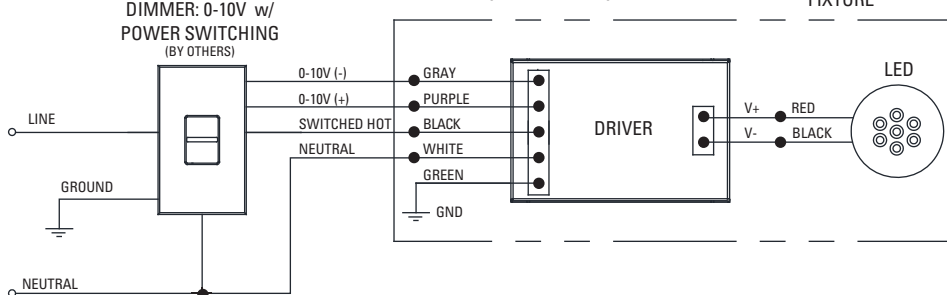 DIMMER: 0-10V w/
POWER SWITCHING
(BY OTHERS)
FIXTURE
LINE
GROUND
NEUTRAL
0-10V (-)
0-10V (+)
SWITCHED HOT
NEUTRAL
GRAY
PURPLE
BLACK
WHITE
GREEN
GND
DRIVER
V+
RED
V-
BLACK
LED